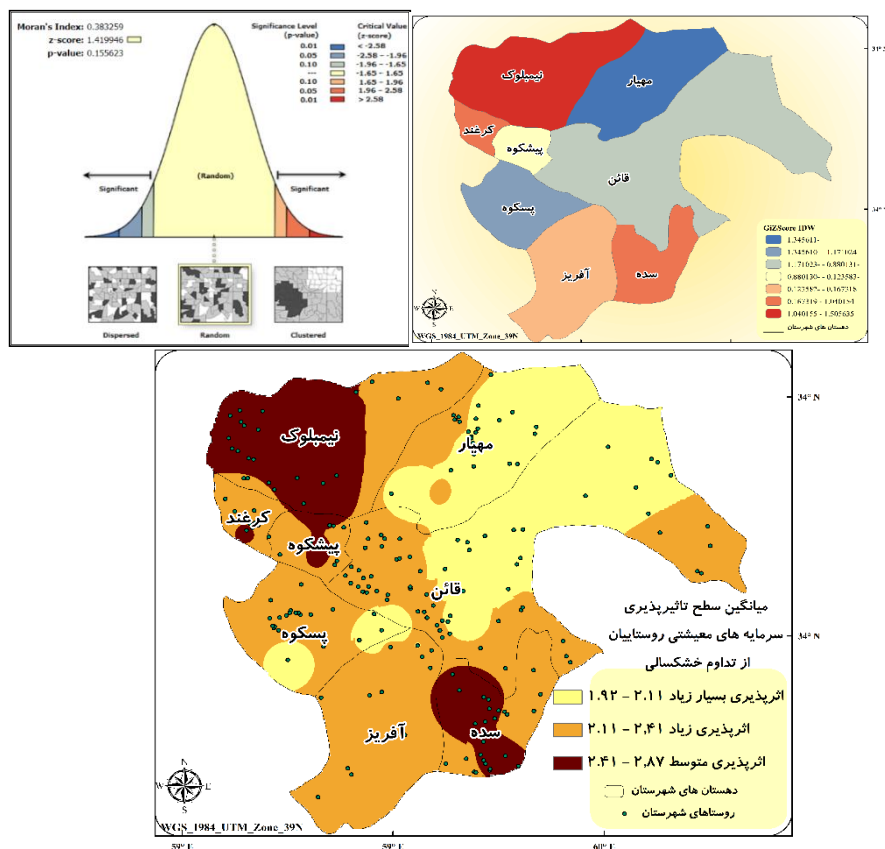 Moran's Index: 0.383259
z-score: 1.419946
p-value: 0.155623
Significance Level (p-value)
Critical Value (z-score)
0.01 < -2.58
0.05 -2.58 - -1.96
0.10 -1.96 - -1.65
--- -1.65 - 1.65
0.10 1.65 - 1.96
0.05 1.96 - 2.58
0.01 > 2.58
(Random)
Significant
Significant
Dispersed
Random
Clustered
نیمبلوک
مهیار
کرغند
پیشکوه
قائن
پسکوه
آفریز
سده
GiZScore IDW
1.345611-
1.040155 - 1.505635
دهستان های شهرستان
N
W
E
S
WGS_1984_UTM_Zone_39N
34° N
34° N
نیمبلوک
مهیار
کرغند
پیشکوه
قائن
پسکوه
آفریز
سده
میانگین سطح تاثیرپذیری
سرمایه های معیشتی روستاییان
از تداوم خشکسالی
اثرپذیری بسیار زیاد ۲.۱۱ – ۱.۹۲
اثرپذیری زیاد ۲,۴۱ – ۲.۱۱
اثرپذیری متوسط ۲,۸۷ – ۲.۴۱
دهستان های شهرستان
روستاهای شهرستان
N
W
E
S
WGS_1984_UTM_Zone_39N
59° E
59° E
60° E